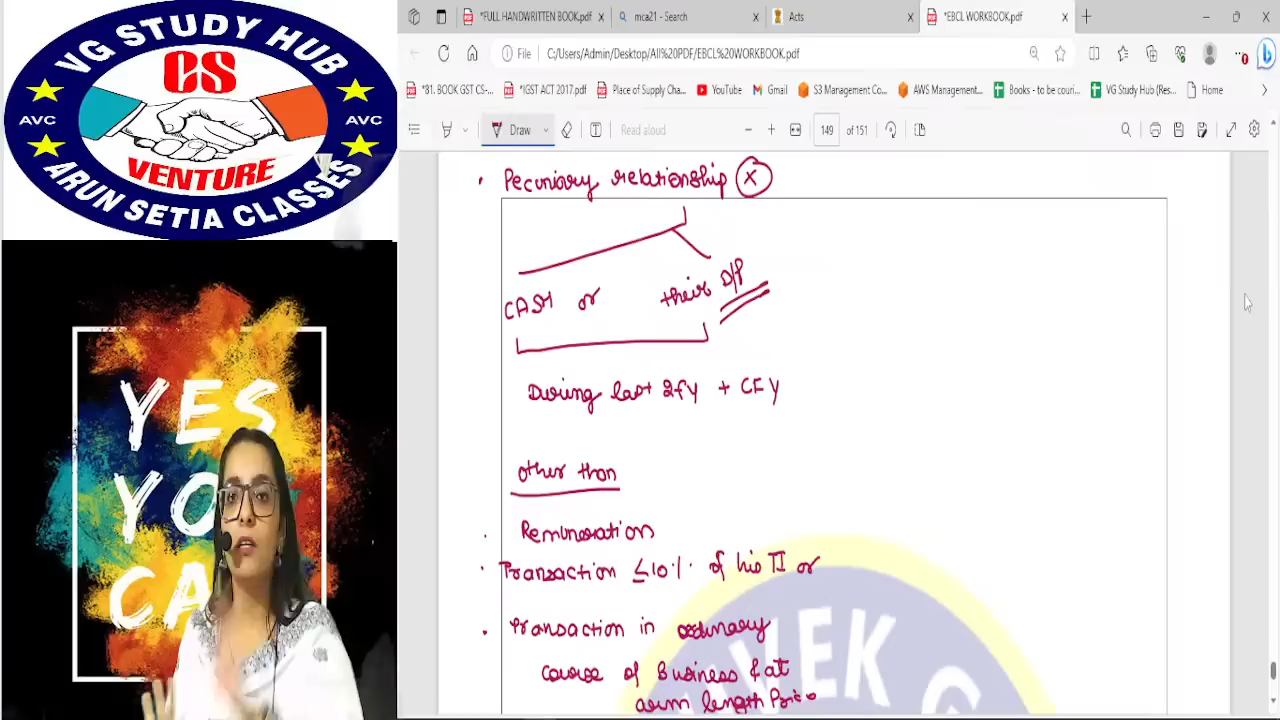 VG STUDY HUB
CS
AVC
AVC
VENTURE
ARUN SETIA CLASSES
YES
YO
CA
*FULL HANDWRITTEN BOOK.pdf
mca21 - Search
Acts
*EBCL WORKBOOK.pdf
File
C:/Users/Admin/Desktop/All%20PDF/EBCL%20WORKBOOK.pdf
*81. BOOK GST CS-...
*IGST ACT 2017.pdf
Place of Supply Cha...
YouTube
Gmail
S3 Management Co...
AWS Management...
Books - to be couri...
VG Study Hub (Res...
Home
Draw
Read aloud
149
of 151
• Pecuniary relationship (X)
CASH or their D/P
During last 2fy + CFY
other than
• Remuneration
• Transaction ≤10% of his TI or
• Transaction in ordinary
course of Business & at
arm length Price
VIVEK G